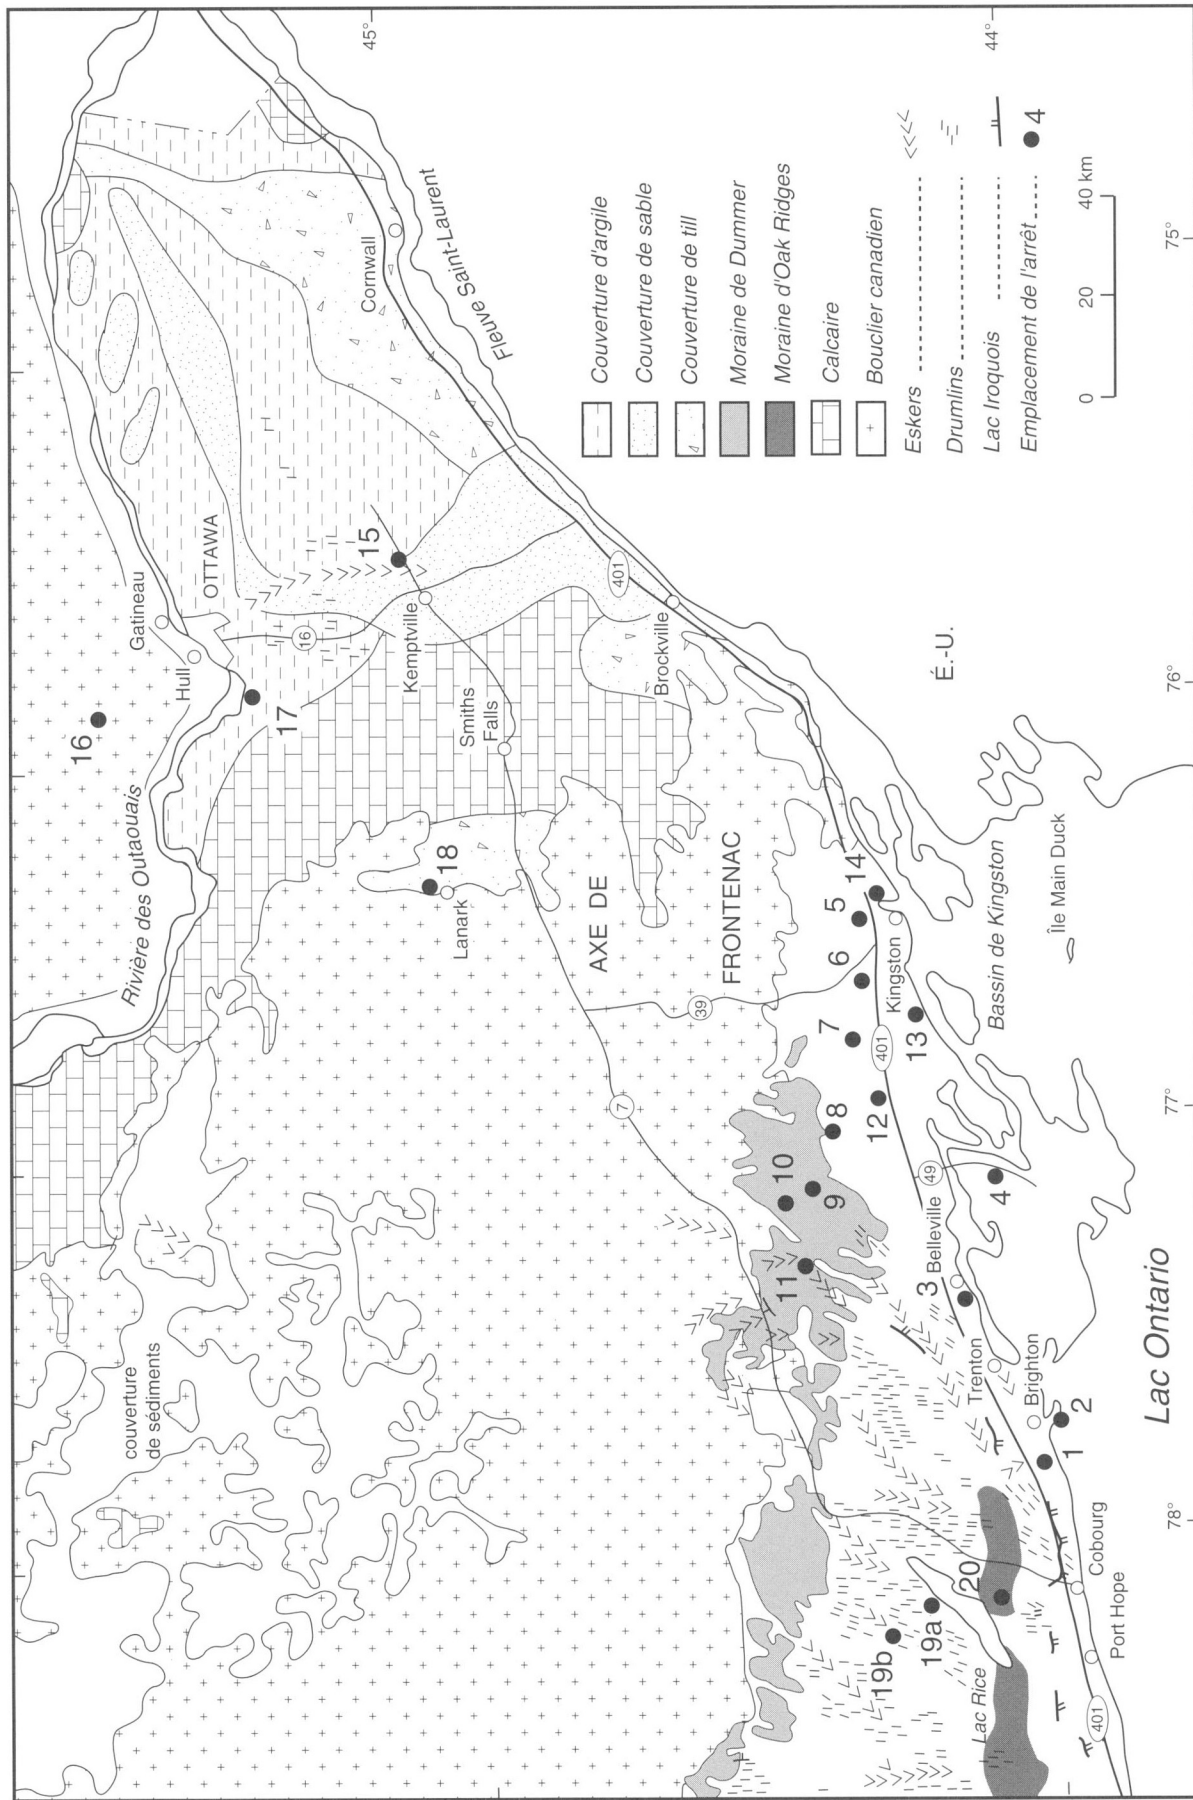 45°
44°
75°
76°
77°
78°
Rivière des Outaouais
Gatineau
Hull
OTTAWA
16
17
16
15
Kemptville
Cornwall
Fleuve Saint-Laurent
401
Brockville
Smiths
Falls
18
Lanark
AXE DE
FRONTENAC
39
7
couverture
de sédiments
É.-U.
14
5
6
7
Kingston
401
13
12
8
10
9
11
Bassin de Kingston
Île Main Duck
49
4
Belleville
3
Trenton
Brighton
2
1
Lac Ontario
Cobourg
Port Hope
20
19a
19b
Lac Rice
401
Couverture d'argile
Couverture de sable
Couverture de till
Moraine de Dummer
Moraine d'Oak Ridges
Calcaire
Bouclier canadien
Eskers
Drumlins
Lac Iroquois
Emplacement de l'arrêt
4
0 20 40 km